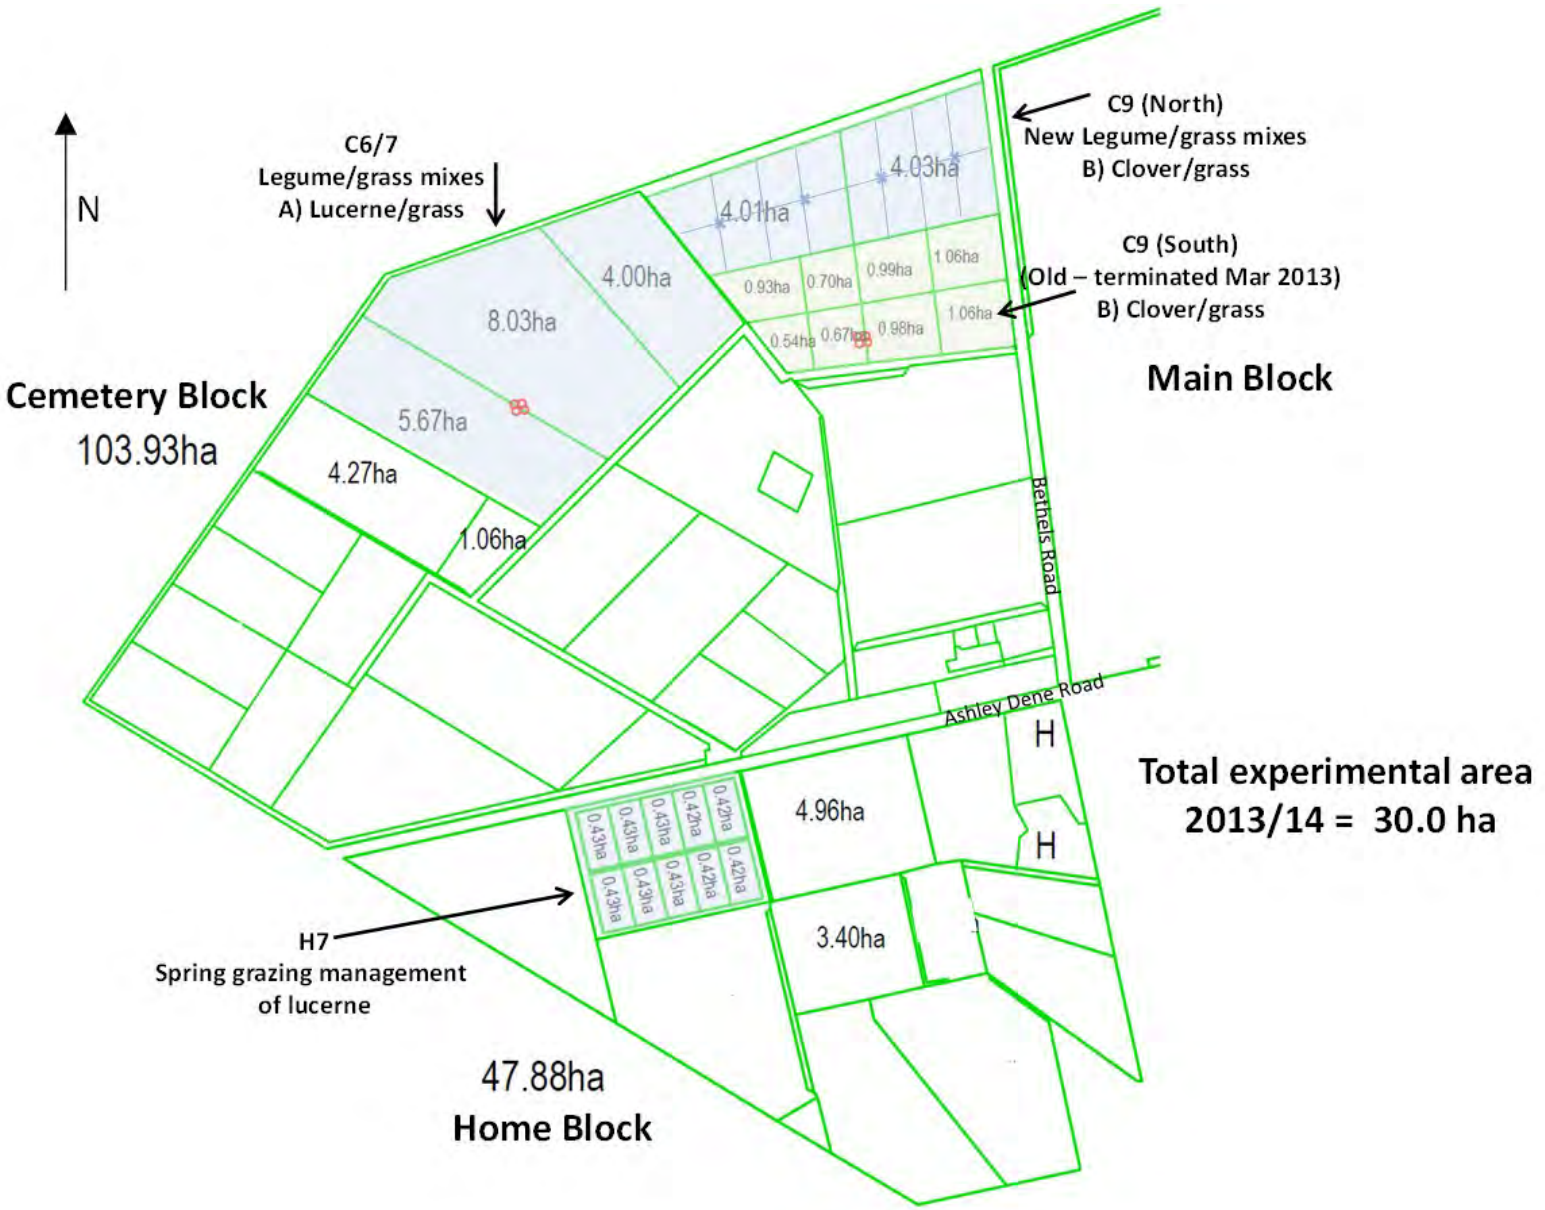 C9 (North)
New Legume/grass mixes
B) Clover/grass
C6/7
Legume/grass mixes
A) Lucerne/grass
N
4.03ha
4.01ha
4.00ha
8.03ha
5.67ha
4.27ha
1.06ha
0.93ha
0.70ha
0.99ha
1 06ha
0.54ha
0.98ha
1.06ha
C9 (South)
(Old – terminated Mar 2013)
B) Clover/grass
Main Block
Cemetery Block
103.93ha
Bethels Road
Ashley Dene Road
H
H
Total experimental area
2013/14 = 30.0 ha
0.43ha
0.43ha
0.43ha
0.42ha
0.42ha
0.43ha
0.43ha
0.43ha
0.42ha
0.42ha
4.96ha
3.40ha
H7
Spring grazing management
of lucerne
47.88ha
Home Block